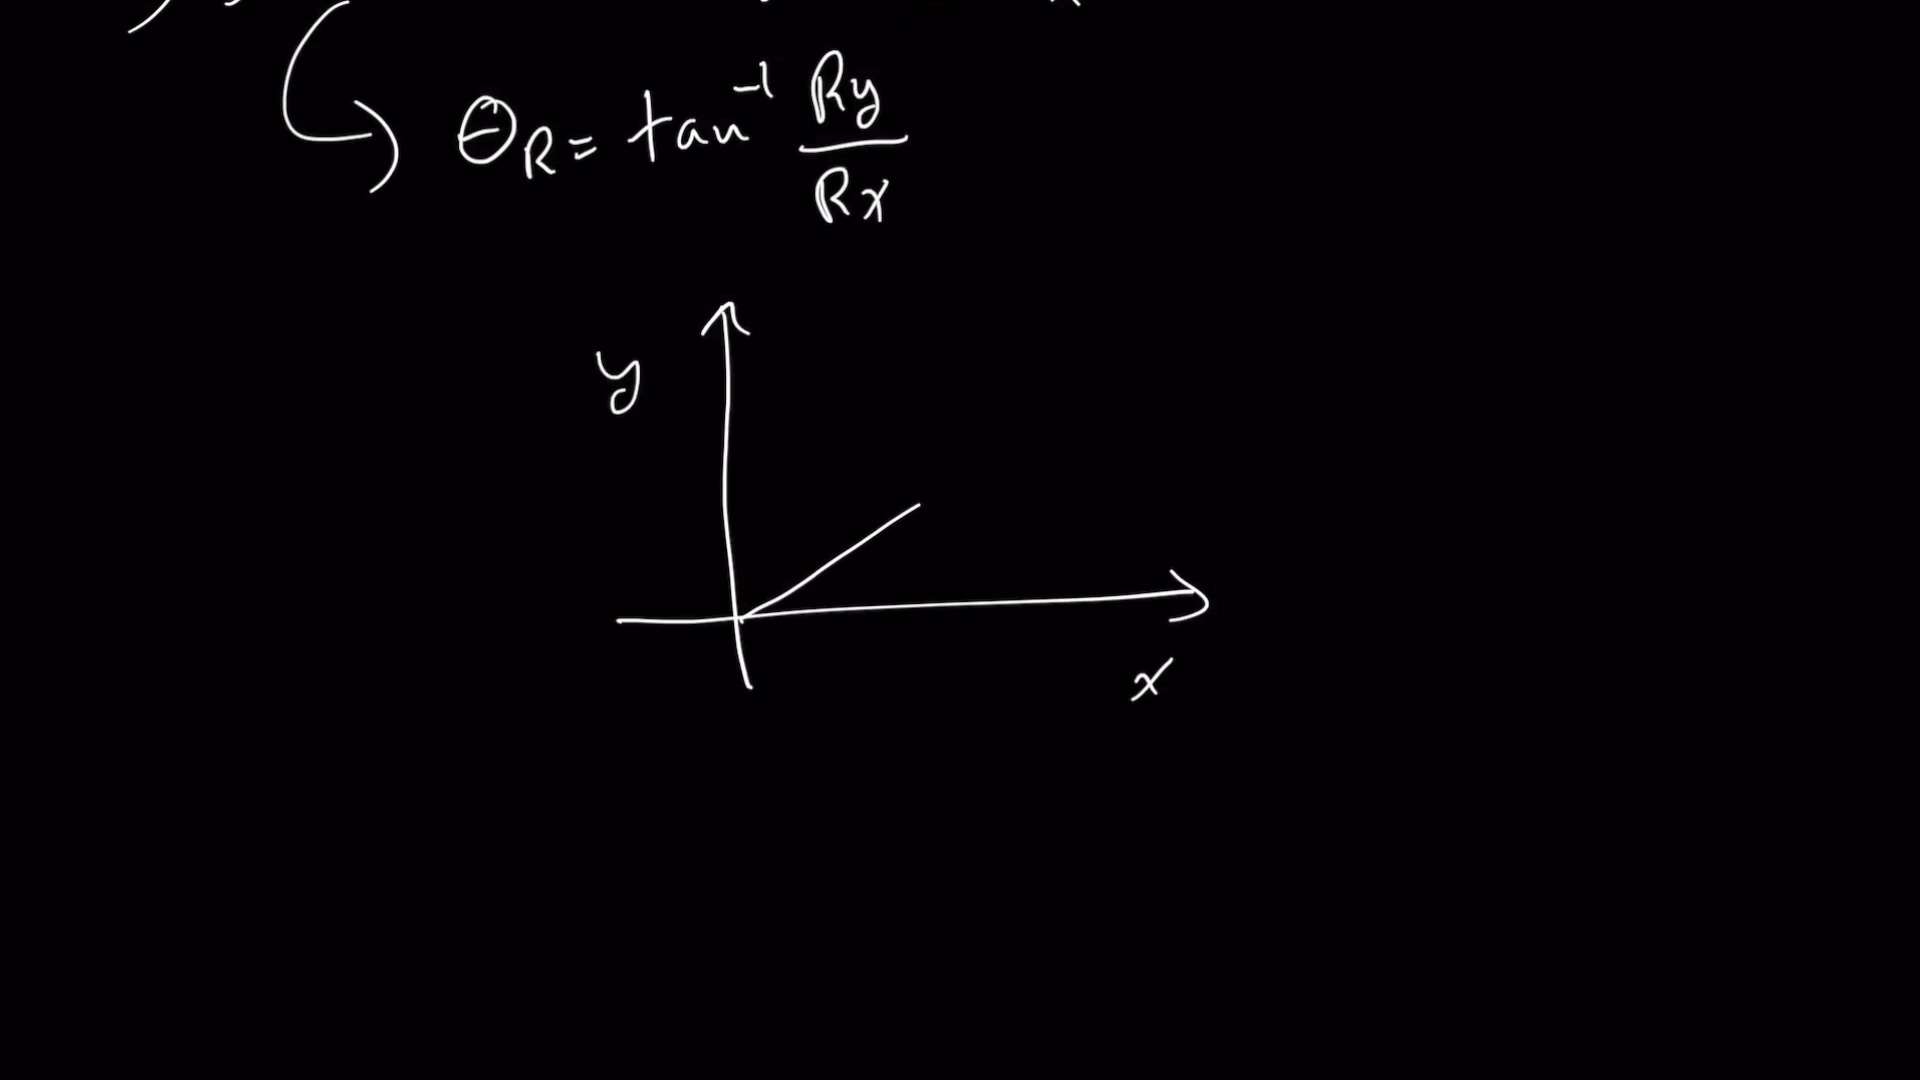 θR = tan⁻¹ Ry/Rx
y
x